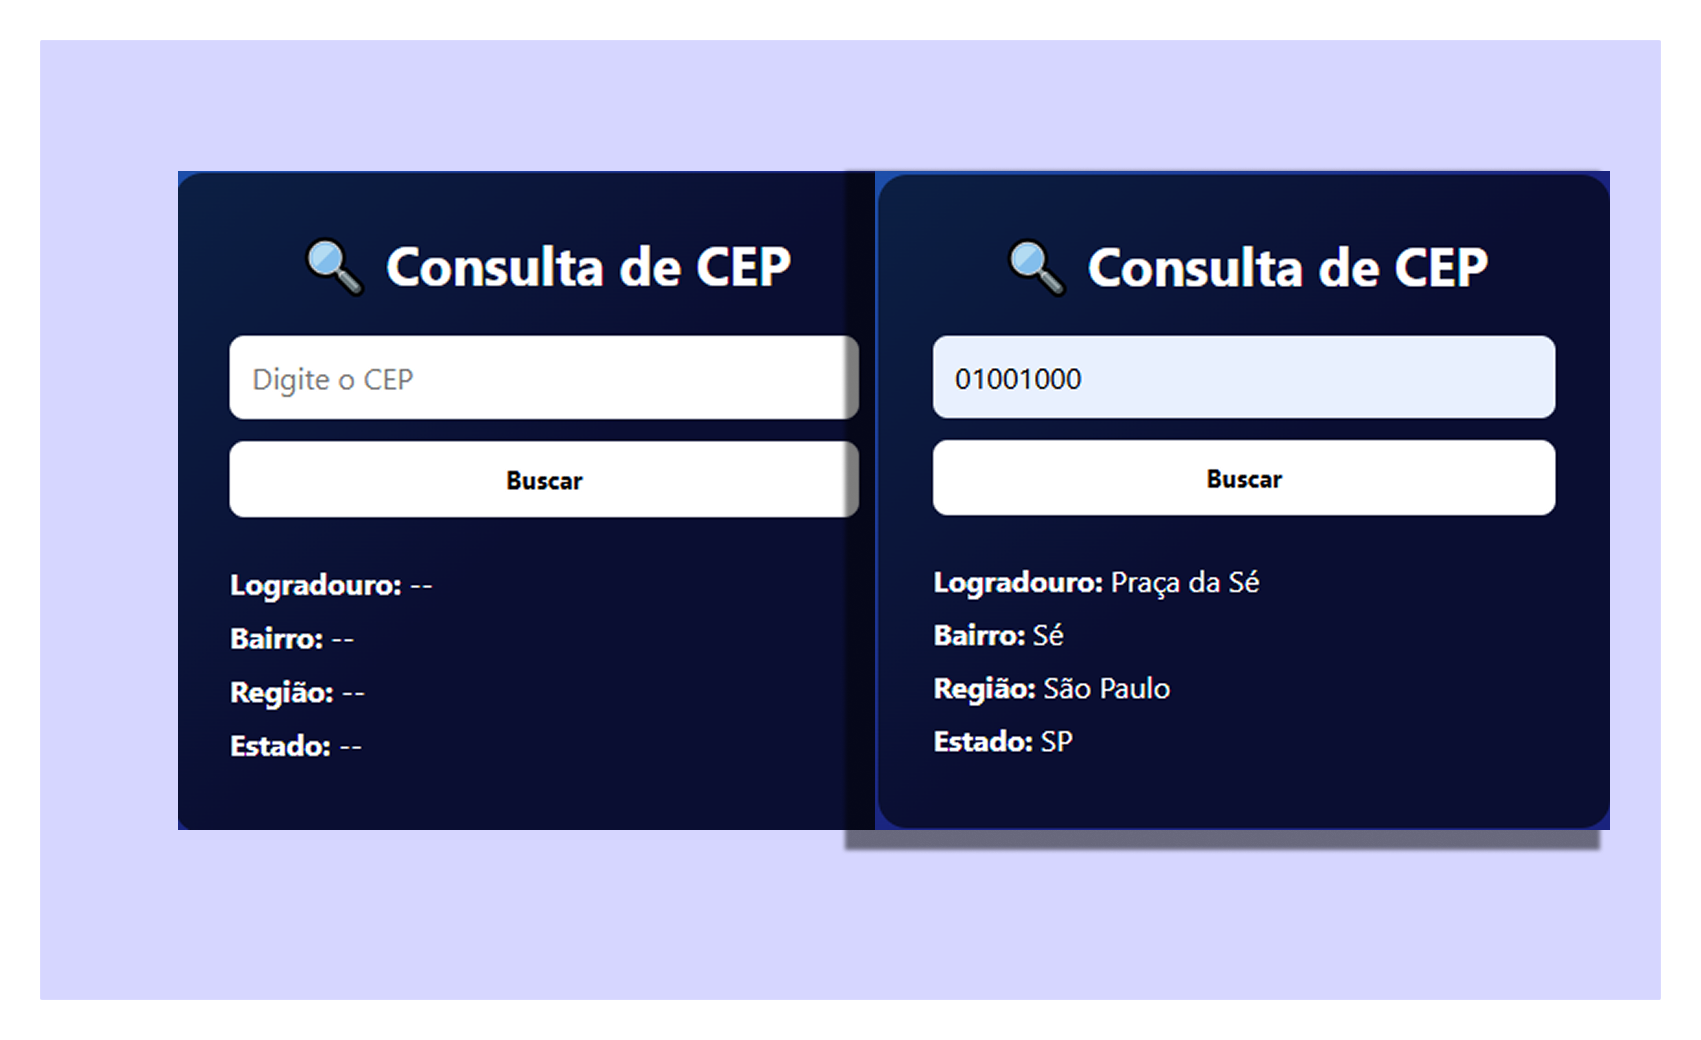 Consulta de CEP
Digite o CEP
Buscar
Logradouro: --
Bairro: --
Região: --
Estado: --
Consulta de CEP
01001000
Buscar
Logradouro: Praça da Sé
Bairro: Sé
Região: São Paulo
Estado: SP